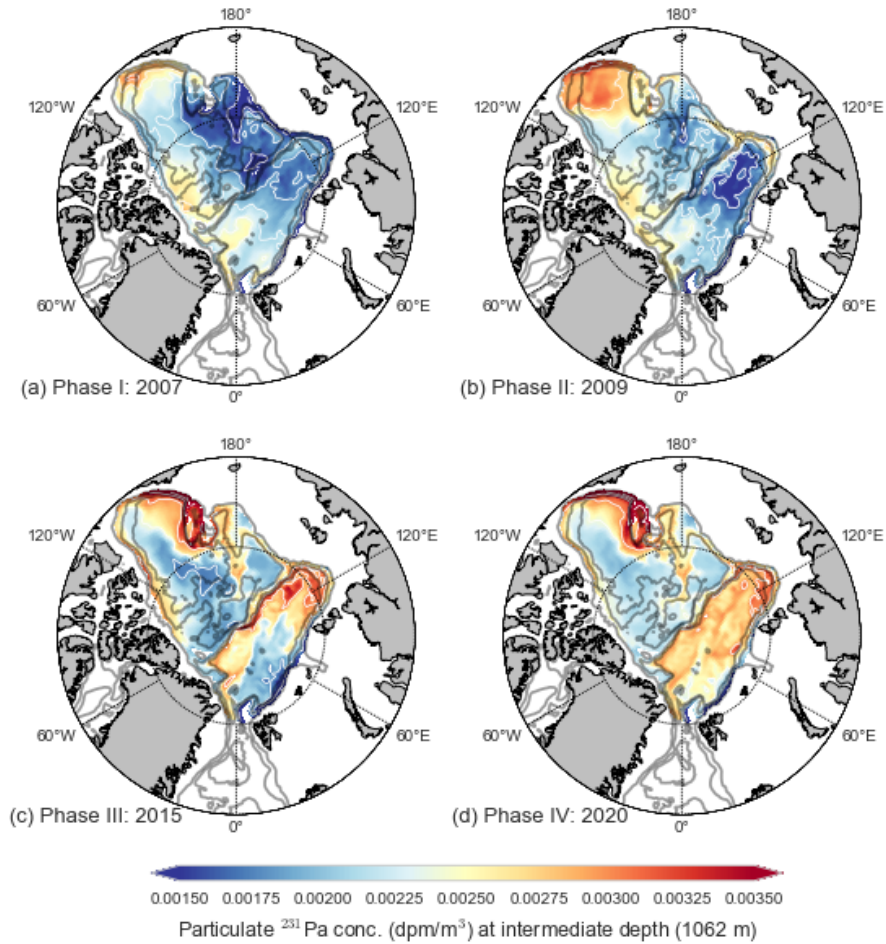 180°
180°
120°W
120°E
120°W
120°E
60°W
60°E
60°W
60°E
(a) Phase I: 2007
0°
(b) Phase II: 2009
0°
180°
180°
120°W
120°E
120°W
120°E
60°W
60°E
60°W
60°E
(c) Phase III: 2015
0°
(d) Phase IV: 2020
0°
0.00150 0.00175 0.00200 0.00225 0.00250 0.00275 0.00300 0.00325 0.00350
Particulate ²³¹Pa conc. (dpm/m³) at intermediate depth (1062 m)